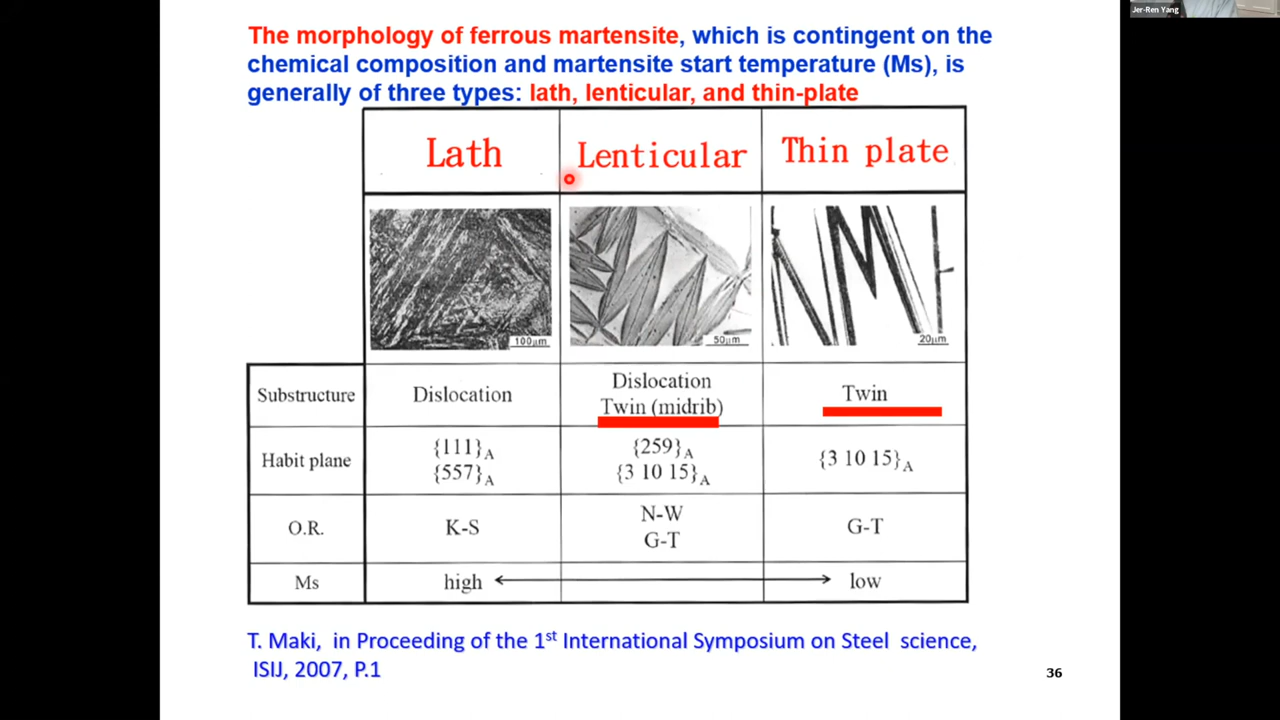 Jer-Ren Yang
The morphology of ferrous martensite, which is contingent on the
chemical composition and martensite start temperature (Ms), is
generally of three types: lath, lenticular, and thin-plate
Lath Lenticular Thin plate
100μm 50μm 20μm
Substructure Dislocation Dislocation Twin (midrib) Twin
Habit plane {111}A {557}A {259}A {3 10 15}A {3 10 15}A
O.R. K-S N-W G-T G-T
Ms high low
T. Maki, in Proceeding of the 1st International Symposium on Steel science,
ISIJ, 2007, P.1
36